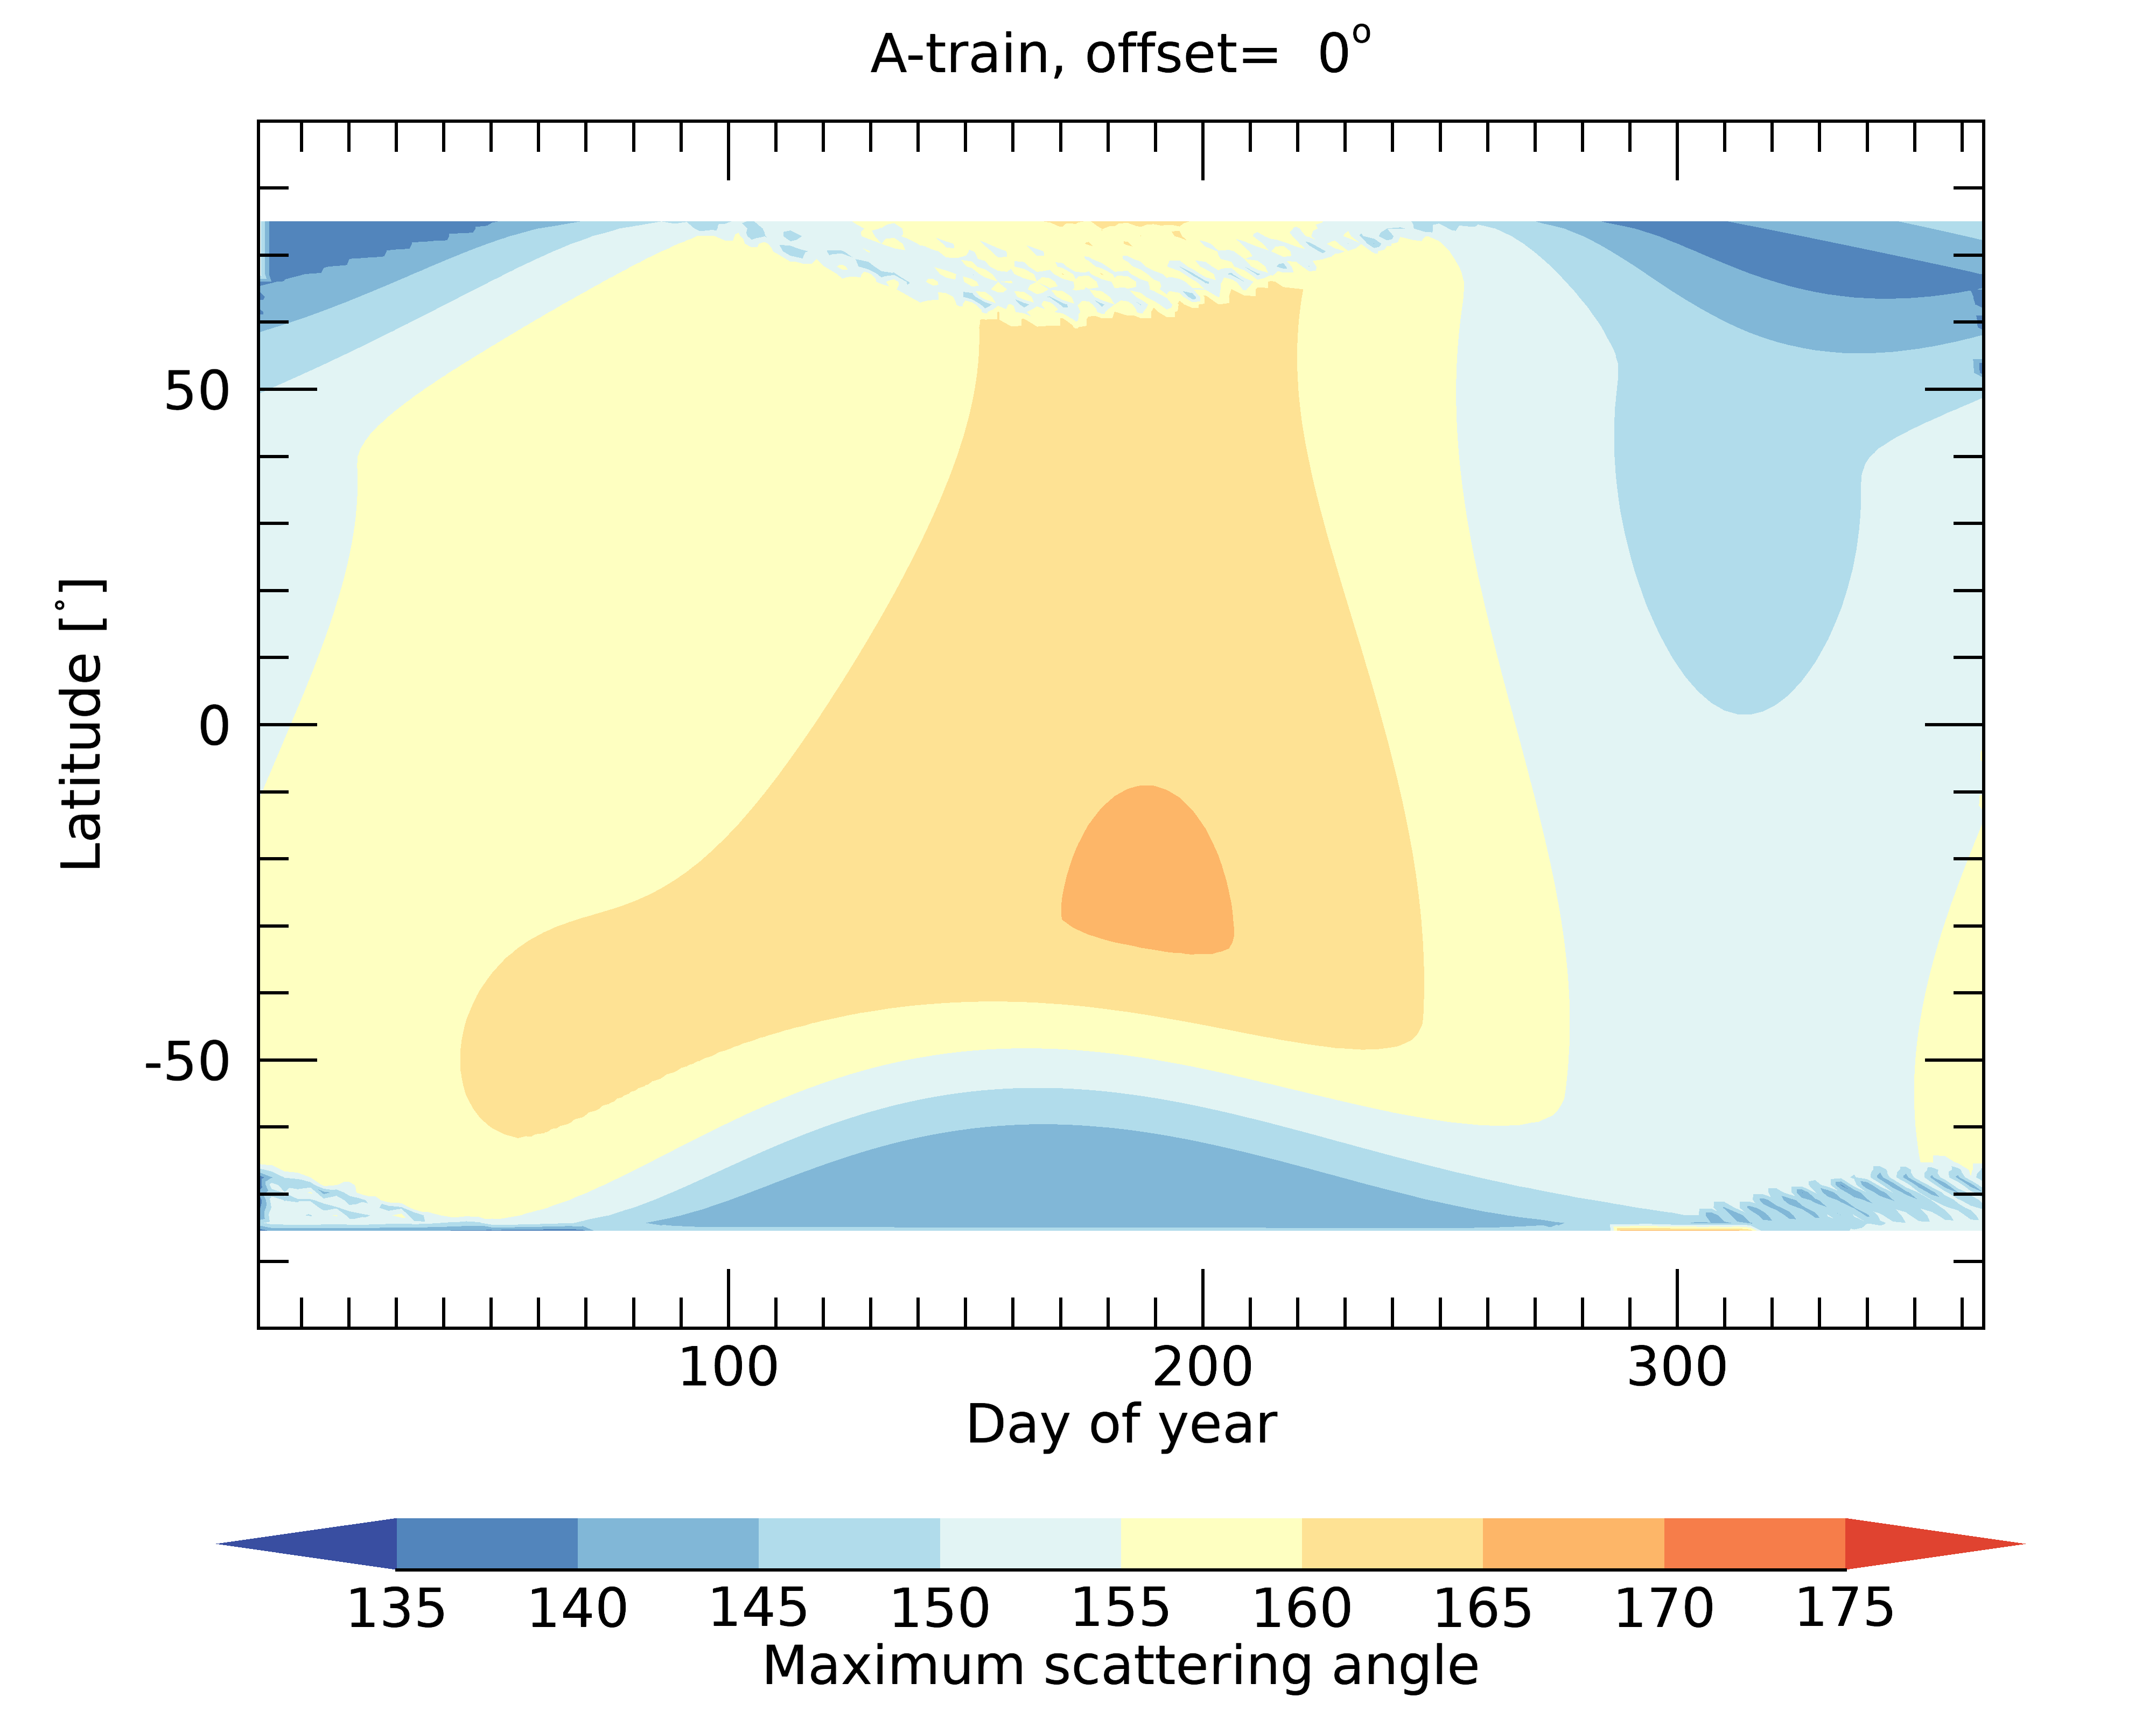 A-train, offset= 0°
50
0
-50
Latitude [°]
100 200 300
Day of year
135 140 145 150 155 160 165 170 175
Maximum scattering angle